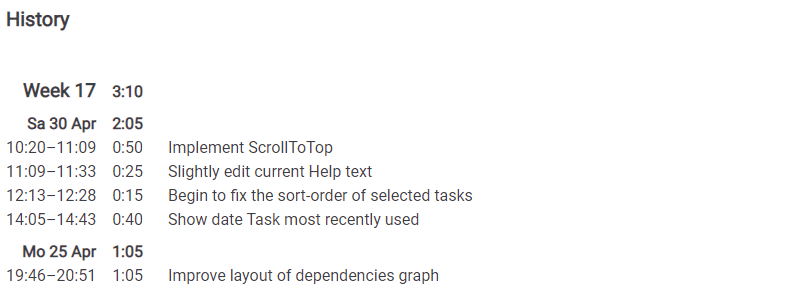 History
Week 17 3:10
Sa 30 Apr 2:05
10:20–11:09 0:50 Implement ScrollToTop
11:09–11:33 0:25 Slightly edit current Help text
12:13–12:28 0:15 Begin to fix the sort-order of selected tasks
14:05–14:43 0:40 Show date Task most recently used
Mo 25 Apr 1:05
19:46–20:51 1:05 Improve layout of dependencies graph